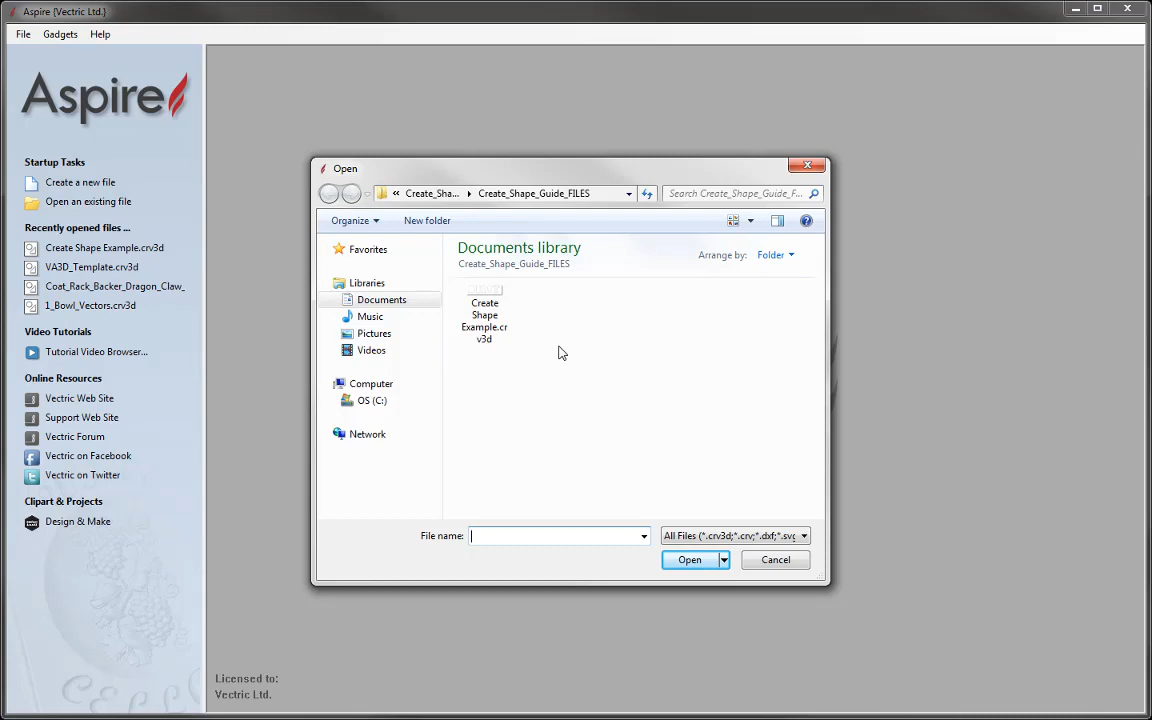 Aspire {Vectric Ltd.}
File Gadgets Help
Aspire
Startup Tasks
Create a new file
Open an existing file
Recently opened files ...
Create Shape Example.crv3d
VA3D_Template.crv3d
Coat_Rack_Backer_Dragon_Claw_
1_Bowl_Vectors.crv3d
Video Tutorials
Tutorial Video Browser...
Online Resources
Vectric Web Site
Support Web Site
Vectric Forum
Vectric on Facebook
Vectric on Twitter
Clipart & Projects
Design & Make
Open
« Create_Sha... Create_Shape_Guide_FILES
Search Create_Shape_Guide_F...
Organize New folder
Favorites
Libraries
Documents
Music
Pictures
Videos
Computer
OS (C:)
Network
Documents library
Create_Shape_Guide_FILES
Arrange by: Folder
Create
Shape
Example.cr
v3d
File name:
All Files (*.crv3d;*.crv;*.dxf;*.svg
Open Cancel
Licensed to:
Vectric Ltd.